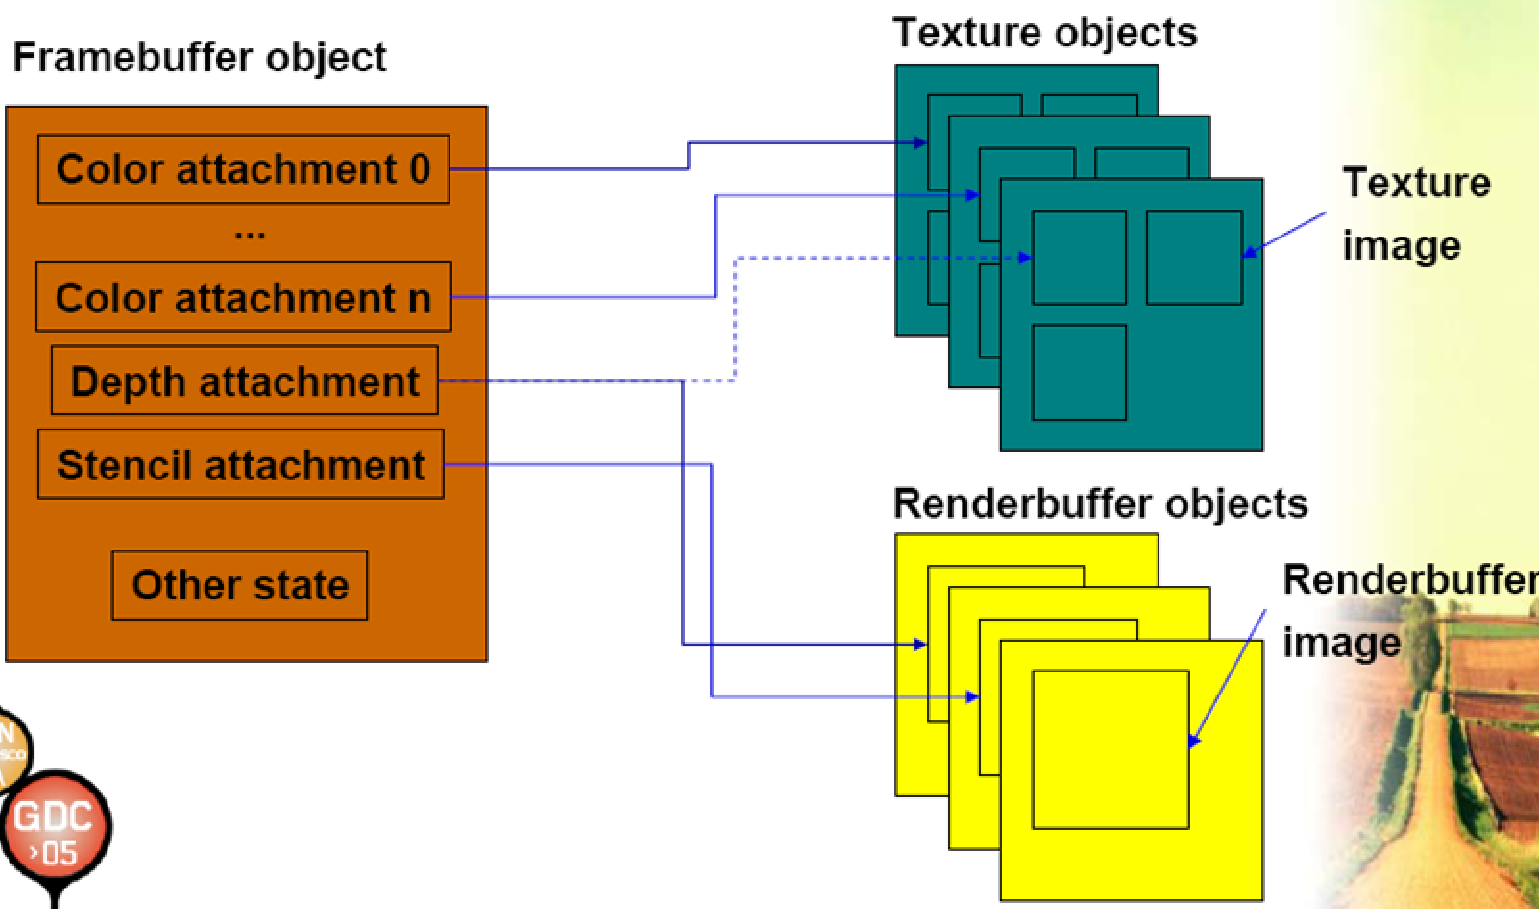 Framebuffer object
Color attachment 0
...
Color attachment n
Depth attachment
Stencil attachment
Other state
Texture objects
Texture
image
Renderbuffer objects
Renderbuffer
image
N
SCO
GDC
›05